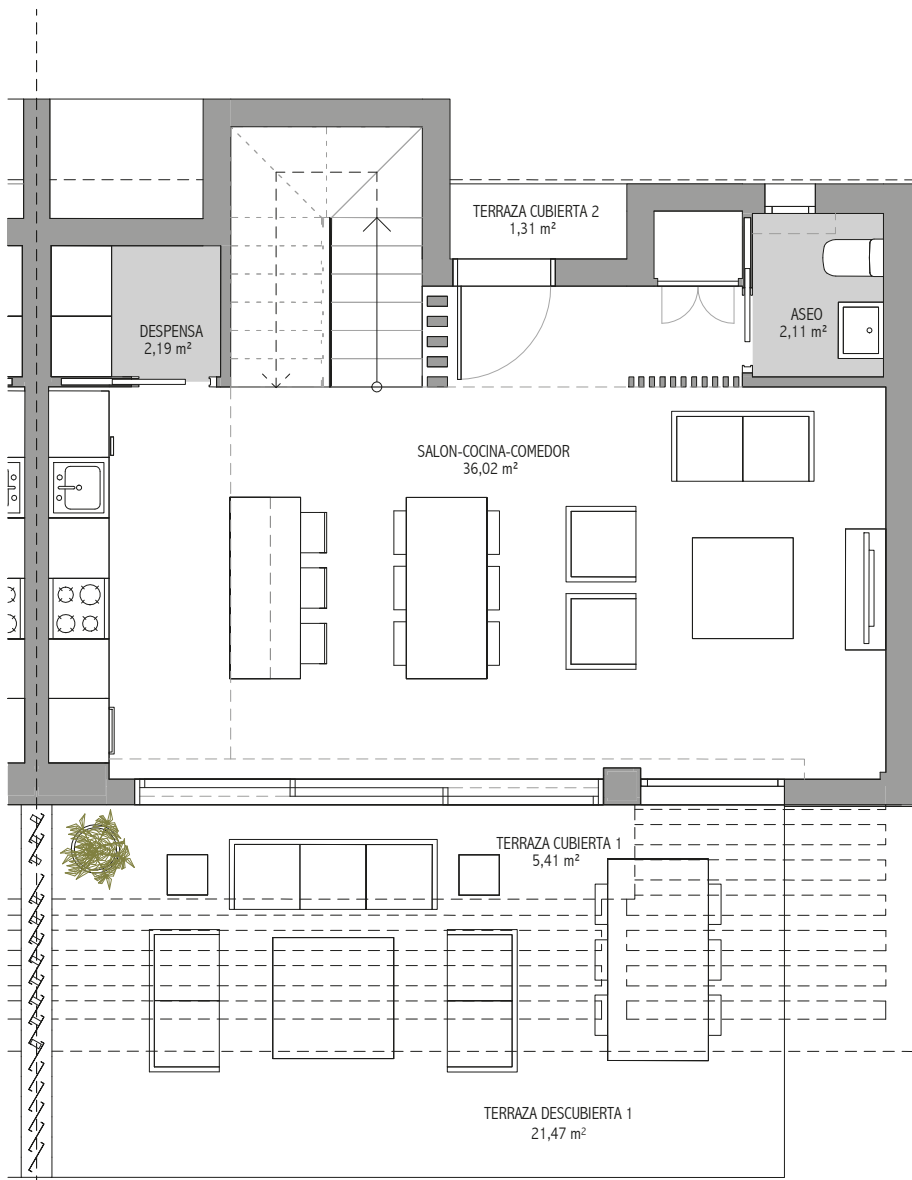 TERRAZA CUBIERTA 2
1,31 m²
DESPENSA
2,19 m²
ASEO
2,11 m²
SALON-COCINA-COMEDOR
36,02 m²
TERRAZA CUBIERTA 1
5,41 m²
TERRAZA DESCUBIERTA 1
21,47 m²